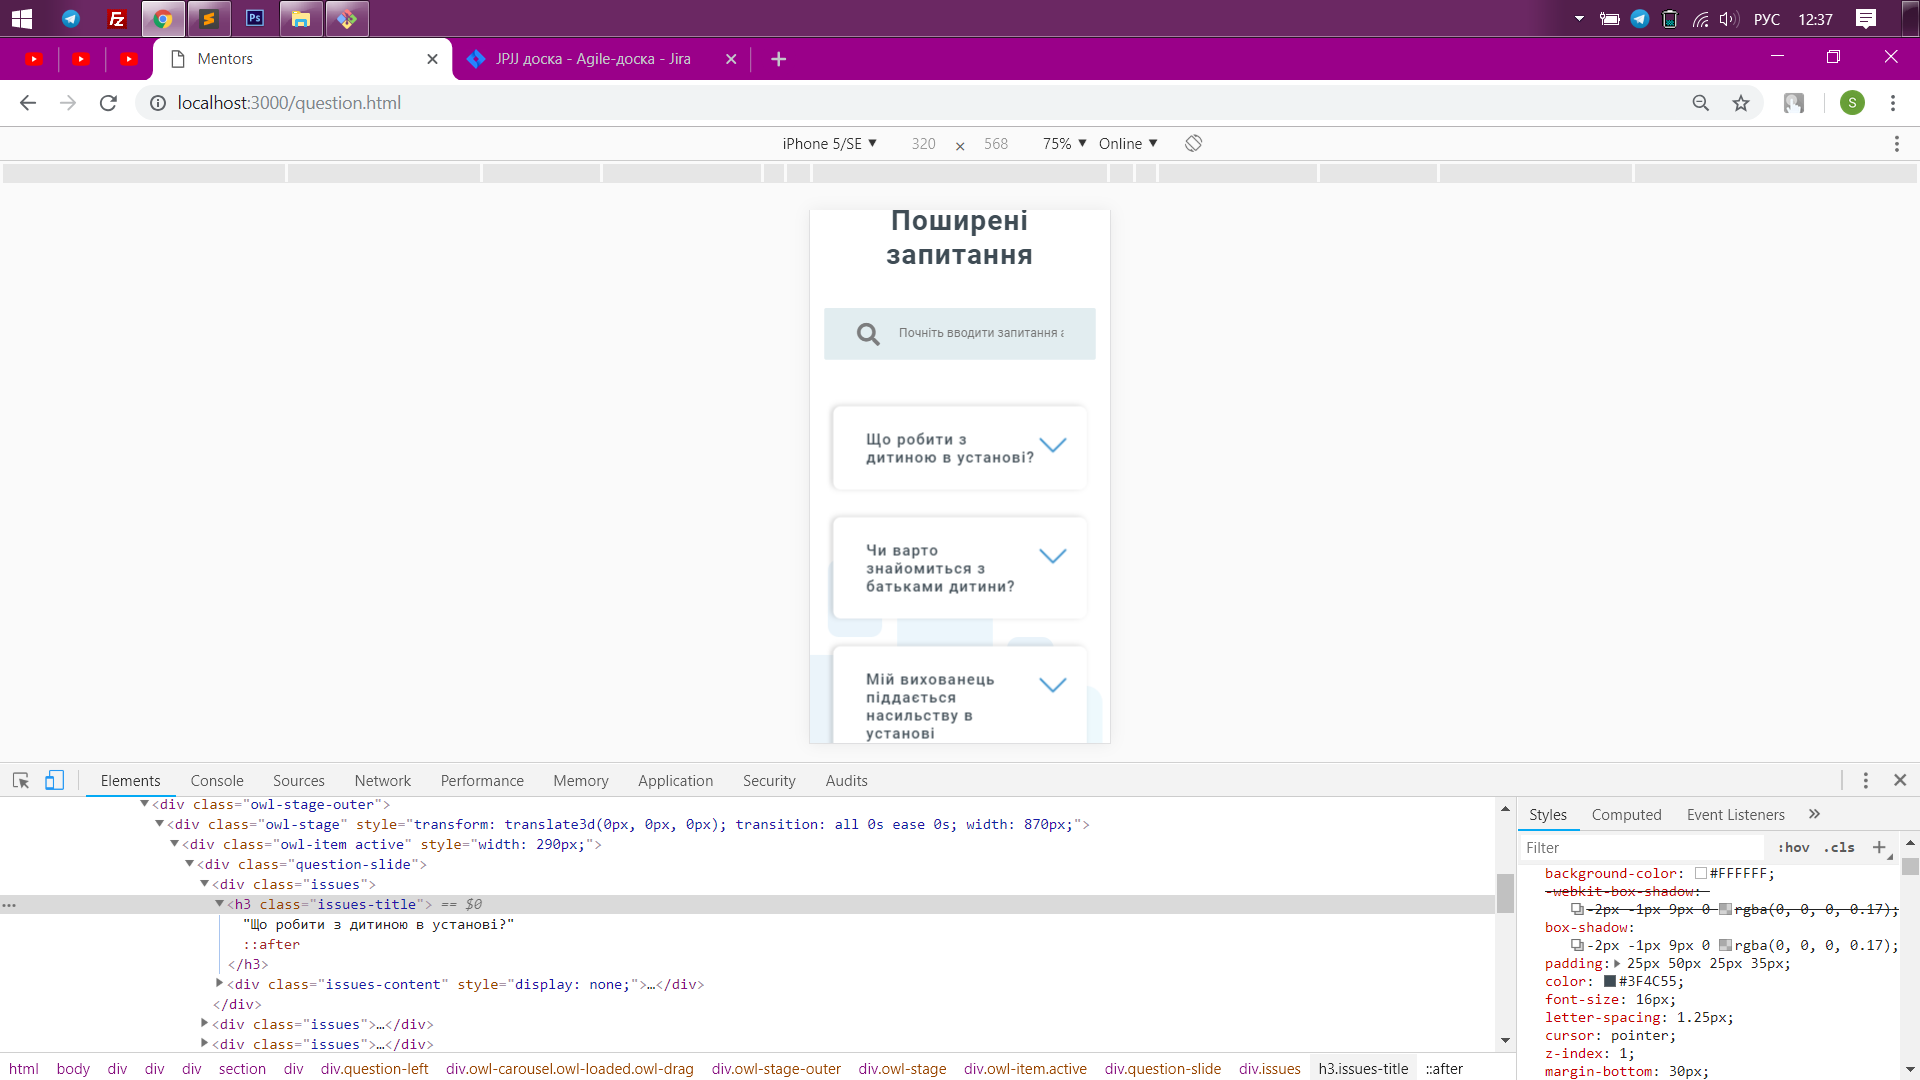 РУС 12:37
Mentors
JPJJ доска - Agile-доска - Jira
localhost:3000/question.html
S
iPhone 5/SE 320 × 568 75% Online
Поширені
запитання
Почніть вводити запитання
Що робити з
дитиною в установі?
Чи варто
знайомиться з
батьками дитини?
Мій вихованець
піддається
насильству в
установі
Elements Console Sources Network Performance Memory Application Security Audits
<div class="owl-stage-outer">
<div class="owl-stage" style="transform: translate3d(0px, 0px, 0px); transition: all 0s ease 0s; width: 870px;">
<div class="owl-item active" style="width: 290px;">
<div class="question-slide">
<div class="issues">
<h3 class="issues-title"> == $0
"Що робити з дитиною в установі?"
::after
</h3>
<div class="issues-content" style="display: none;">…</div>
</div>
<div class="issues">…</div>
<div class="issues">…</div>
html body div div div section div div.question-left div.owl-carousel.owl-loaded.owl-drag div.owl-stage-outer div.owl-stage div.owl-item.active div.question-slide div.issues h3.issues-title ::after
Styles Computed Event Listeners »
Filter :hov .cls +
background-color: #FFFFFF;
-webkit-box-shadow:
-2px -1px 9px 0 rgba(0, 0, 0, 0.17);
box-shadow:
-2px -1px 9px 0 rgba(0, 0, 0, 0.17);
padding: 25px 50px 25px 35px;
color: #3F4C55;
font-size: 16px;
letter-spacing: 1.25px;
cursor: pointer;
z-index: 1;
margin-bottom: 30px;